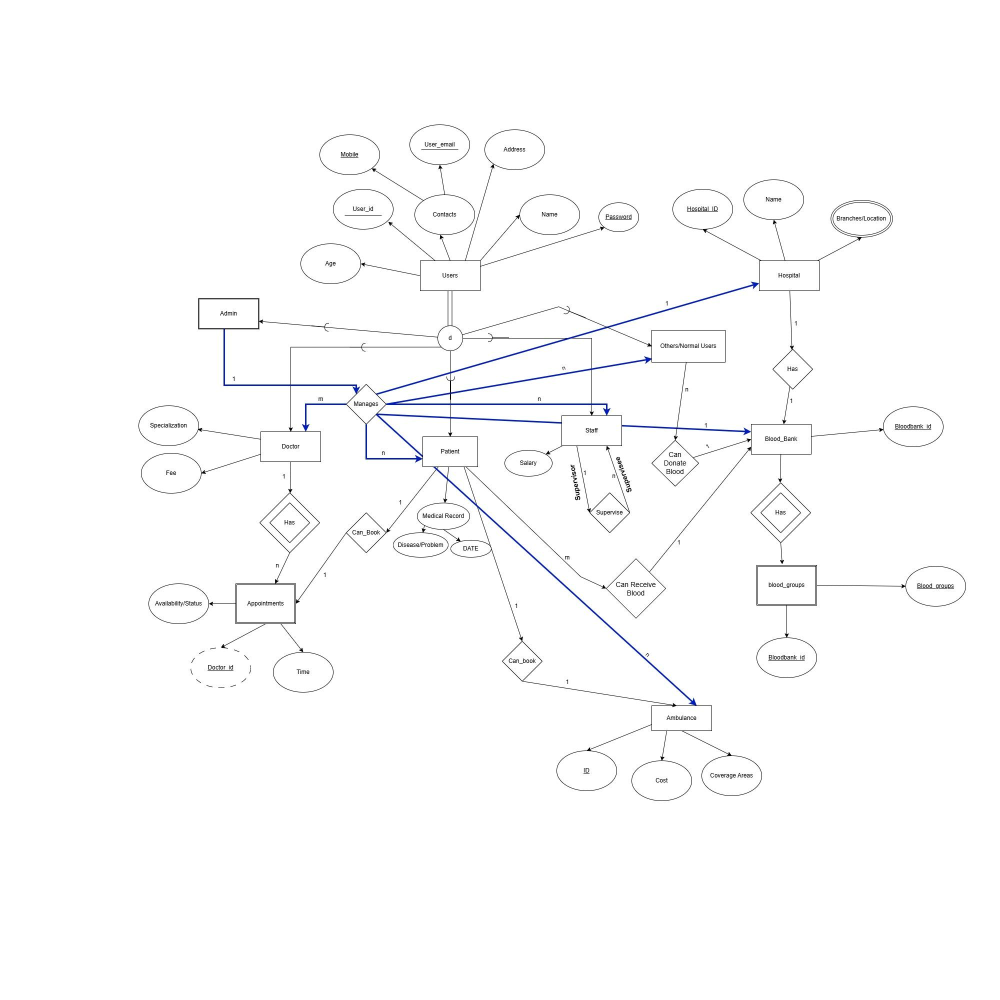 User_email
Mobile
Address
Name
Hospital_ID
User_id
Contacts
Name
Password
Branches/Location
Age
Users
Hospital
Admin
1
1
d
Others/Normal Users
n
Has
1
m
Manages
n
n
1
Specialization
Doctor
n
Patient
Staff
1
Blood_Bank
Bloodbank_id
Fee
1
Salary
Supervisor
1
n
Supervisee
Can
Donate
Blood
1
Has
1
Can_Book
Medical Record
Disease/Problem
DATE
Supervise
Has
n
1
m
1
Availability/Status
Appointments
1
Can Receive
Blood
blood_groups
Blood_groups
Doctor_id
Time
Can_book
n
Bloodbank_id
1
Ambulance
ID
Cost
Coverage Areas